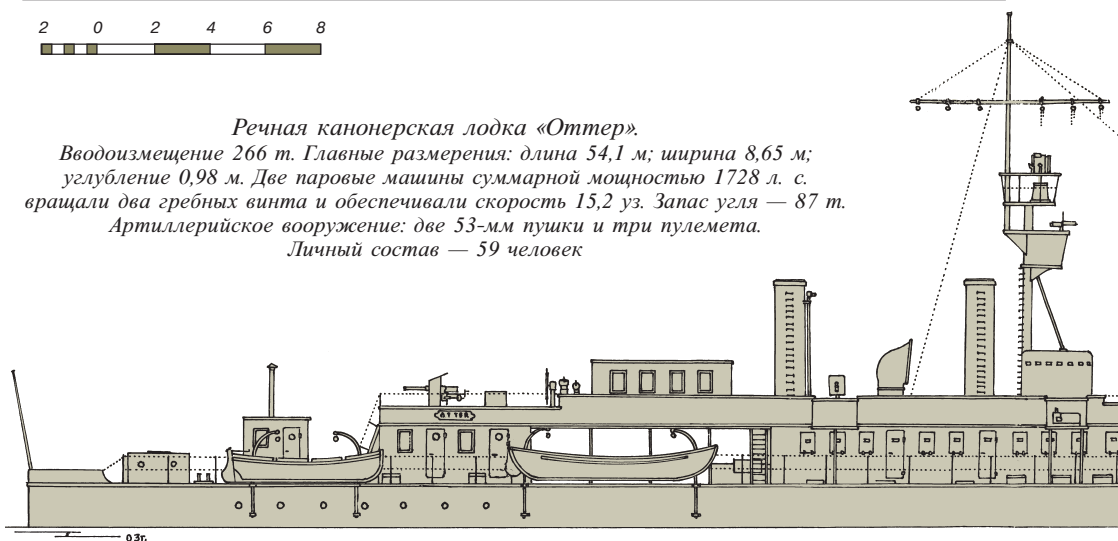 2 0 2 4 6 8
Речная канонерская лодка «Оттер».
Вводоизмещение 266 т. Главные размерения: длина 54,1 м; ширина 8,65 м;
углубление 0,98 м. Две паровые машины суммарной мощностью 1728 л. с.
вращали два гребных винта и обеспечивали скорость 15,2 уз. Запас угля — 87 т.
Артиллерийское вооружение: две 53-мм пушки и три пулемета.
Личный состав — 59 человек